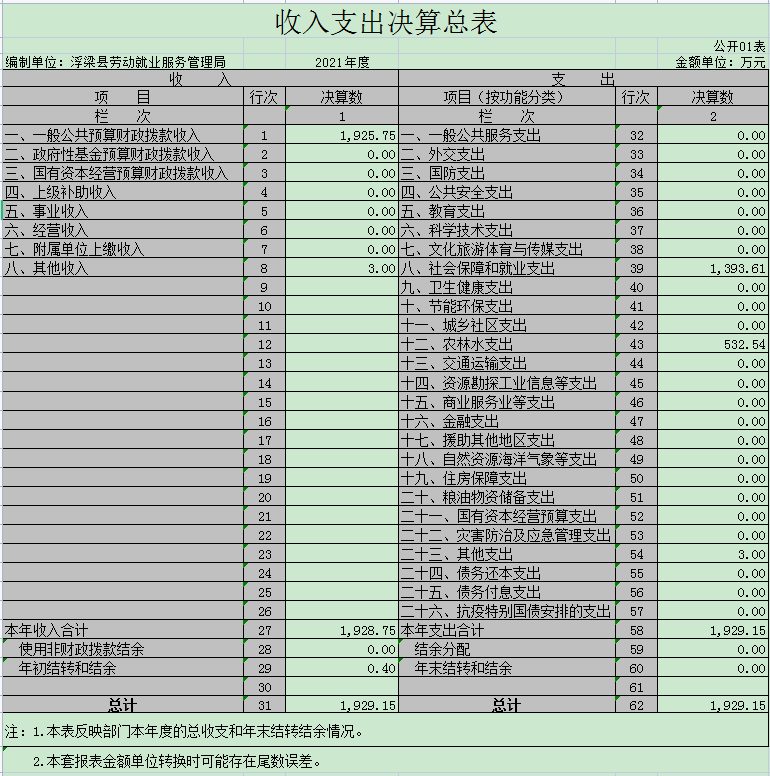 收入支出决算总表
公开01表
编制单位：浮梁县劳动就业服务管理局 2021年度 金额单位：万元
收 入 支 出
项 目 行次 决算数 项目（按功能分类） 行次 决算数
栏 次 1 栏 次 2
一、一般公共预算财政拨款收入 1 1,925.75 一、一般公共服务支出 32 0.00
二、政府性基金预算财政拨款收入 2 0.00 二、外交支出 33 0.00
三、国有资本经营预算财政拨款收入 3 0.00 三、国防支出 34 0.00
四、上级补助收入 4 0.00 四、公共安全支出 35 0.00
五、事业收入 5 0.00 五、教育支出 36 0.00
六、经营收入 6 0.00 六、科学技术支出 37 0.00
七、附属单位上缴收入 7 0.00 七、文化旅游体育与传媒支出 38 0.00
八、其他收入 8 3.00 八、社会保障和就业支出 39 1,393.61
9 九、卫生健康支出 40 0.00
10 十、节能环保支出 41 0.00
11 十一、城乡社区支出 42 0.00
12 十二、农林水支出 43 532.54
13 十三、交通运输支出 44 0.00
14 十四、资源勘探工业信息等支出 45 0.00
15 十五、商业服务业等支出 46 0.00
16 十六、金融支出 47 0.00
17 十七、援助其他地区支出 48 0.00
18 十八、自然资源海洋气象等支出 49 0.00
19 十九、住房保障支出 50 0.00
20 二十、粮油物资储备支出 51 0.00
21 二十一、国有资本经营预算支出 52 0.00
22 二十二、灾害防治及应急管理支出 53 0.00
23 二十三、其他支出 54 3.00
24 二十四、债务还本支出 55 0.00
25 二十五、债务付息支出 56 0.00
26 二十六、抗疫特别国债安排的支出 57 0.00
本年收入合计 27 1,928.75 本年支出合计 58 1,929.15
使用非财政拨款结余 28 0.00 结余分配 59 0.00
年初结转和结余 29 0.40 年末结转和结余 60 0.00
30 61
总计 31 1,929.15 总计 62 1,929.15
注：1.本表反映部门本年度的总收支和年末结转结余情况。
2.本套报表金额单位转换时可能存在尾数误差。